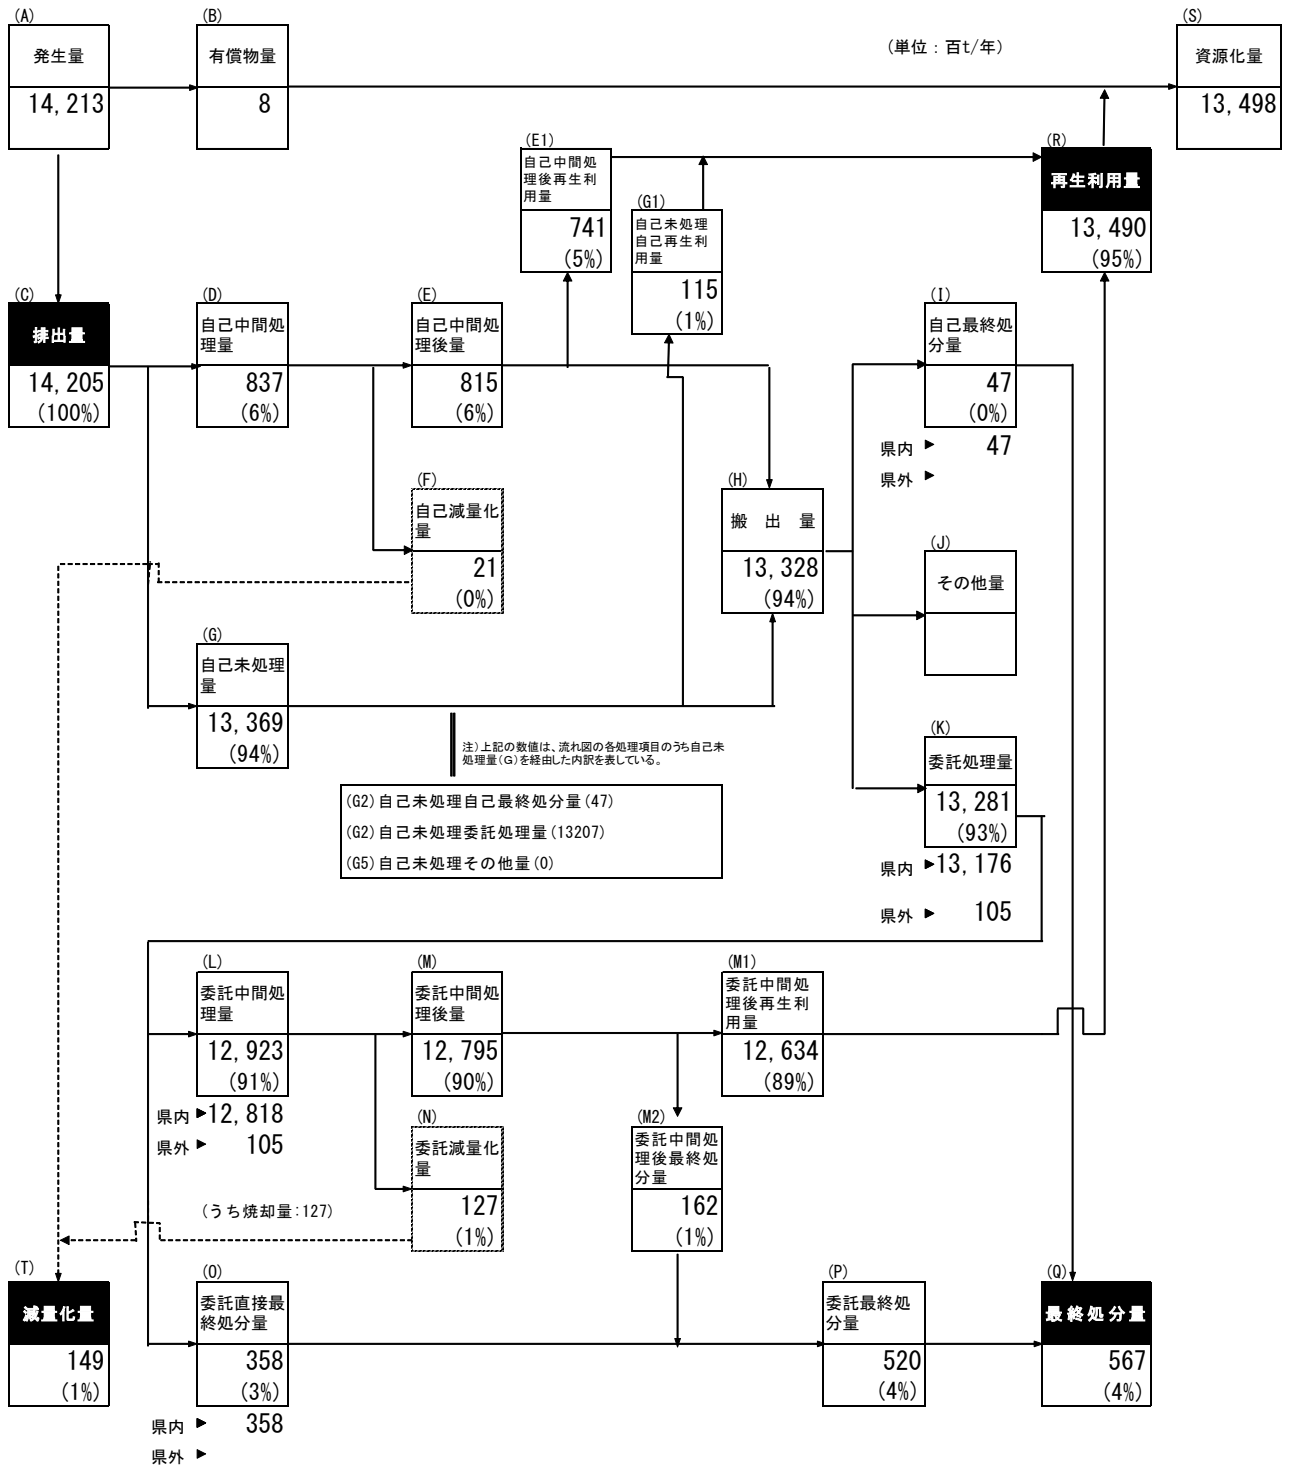 (A)
発生量
14,213
(B)
有償物量
8
(単位：百t/年)
(S)
資源化量
13,498
(E1)
自己中間処
理後再生利
用量
741
(5%)
(G1)
自己未処理
自己再生利
用量
115
(1%)
(R)
再生利用量
13,490
(95%)
(C)
排出量
14,205
(100%)
(D)
自己中間処
理量
837
(6%)
(E)
自己中間処
理後量
815
(6%)
(I)
自己最終処
分量
47
(0%)
県内 ▶ 47
県外 ▶
(F)
自己減量化
量
21
(0%)
(H)
搬 出 量
13,328
(94%)
(J)
その他量
(G)
自己未処理
量
13,369
(94%)
注)上記の数値は、流れ図の各処理項目のうち自己未
処理量(G)を経由した内訳を表している。
(G2)自己未処理自己最終処分量(47)
(G2)自己未処理委託処理量(13207)
(G5)自己未処理その他量(0)
(K)
委託処理量
13,281
(93%)
県内 ▶13,176
県外 ▶ 105
(L)
委託中間処
理量
12,923
(91%)
県内 ▶12,818
県外 ▶ 105
(M)
委託中間処
理後量
12,795
(90%)
(M1)
委託中間処
理後再生利
用量
12,634
(89%)
(N)
委託減量化
量
127
(1%)
(うち焼却量:127)
(M2)
委託中間処
理後最終処
分量
162
(1%)
(T)
減量化量
149
(1%)
(O)
委託直接最
終処分量
358
(3%)
県内 ▶ 358
県外 ▶
(P)
委託最終処
分量
520
(4%)
(Q)
最終処分量
567
(4%)